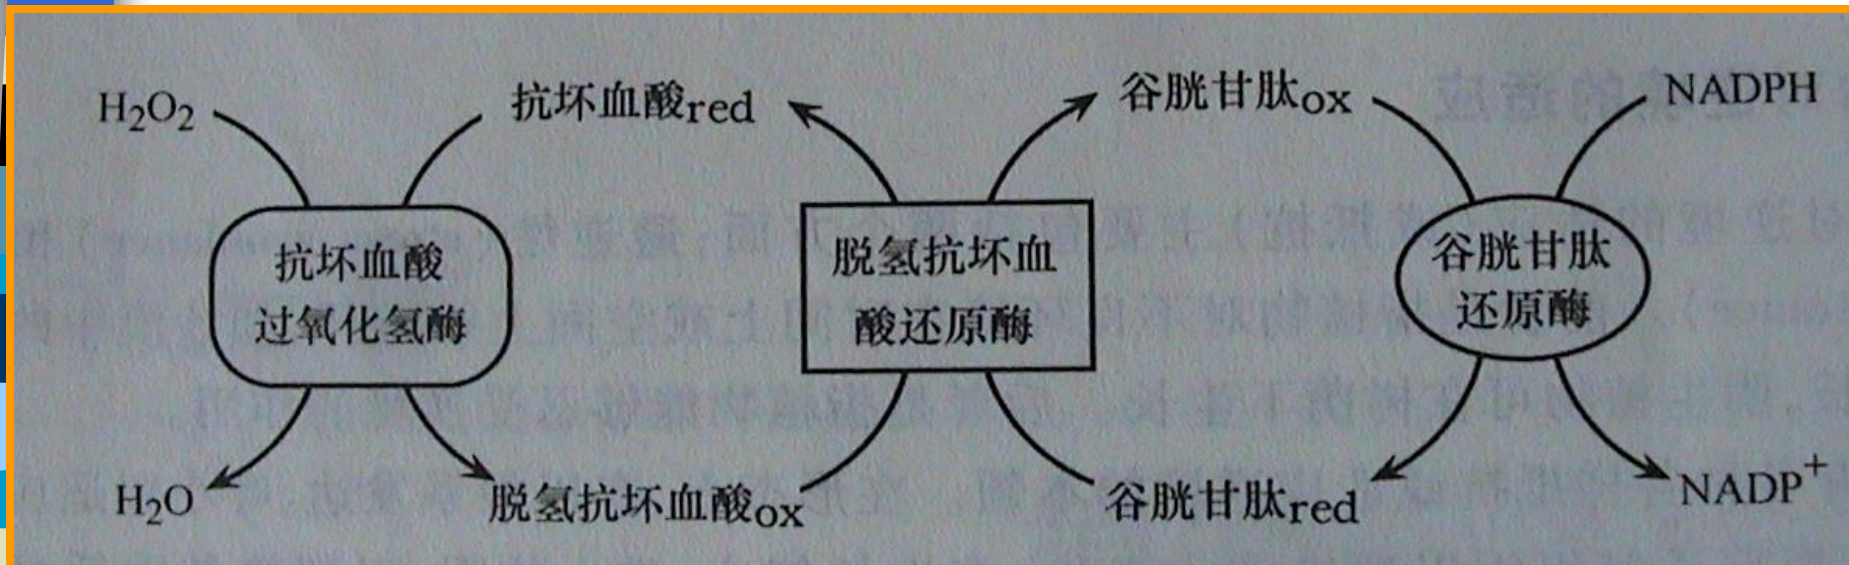 H₂O₂
抗坏血酸red
谷胱甘肽ox
NADPH
抗坏血酸
过氧化氢酶
脱氢抗坏血
酸还原酶
谷胱甘肽
还原酶
H₂O
脱氢抗坏血酸ox
谷胱甘肽red
NADP⁺